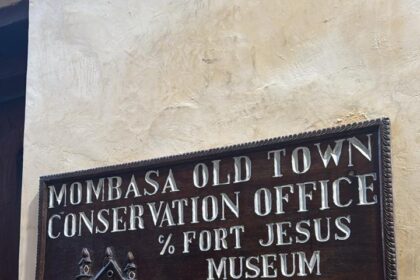 MOMBASA OLD TOWN
CONSERVATION OFFICE
% FORT JESUS
MUSEUM